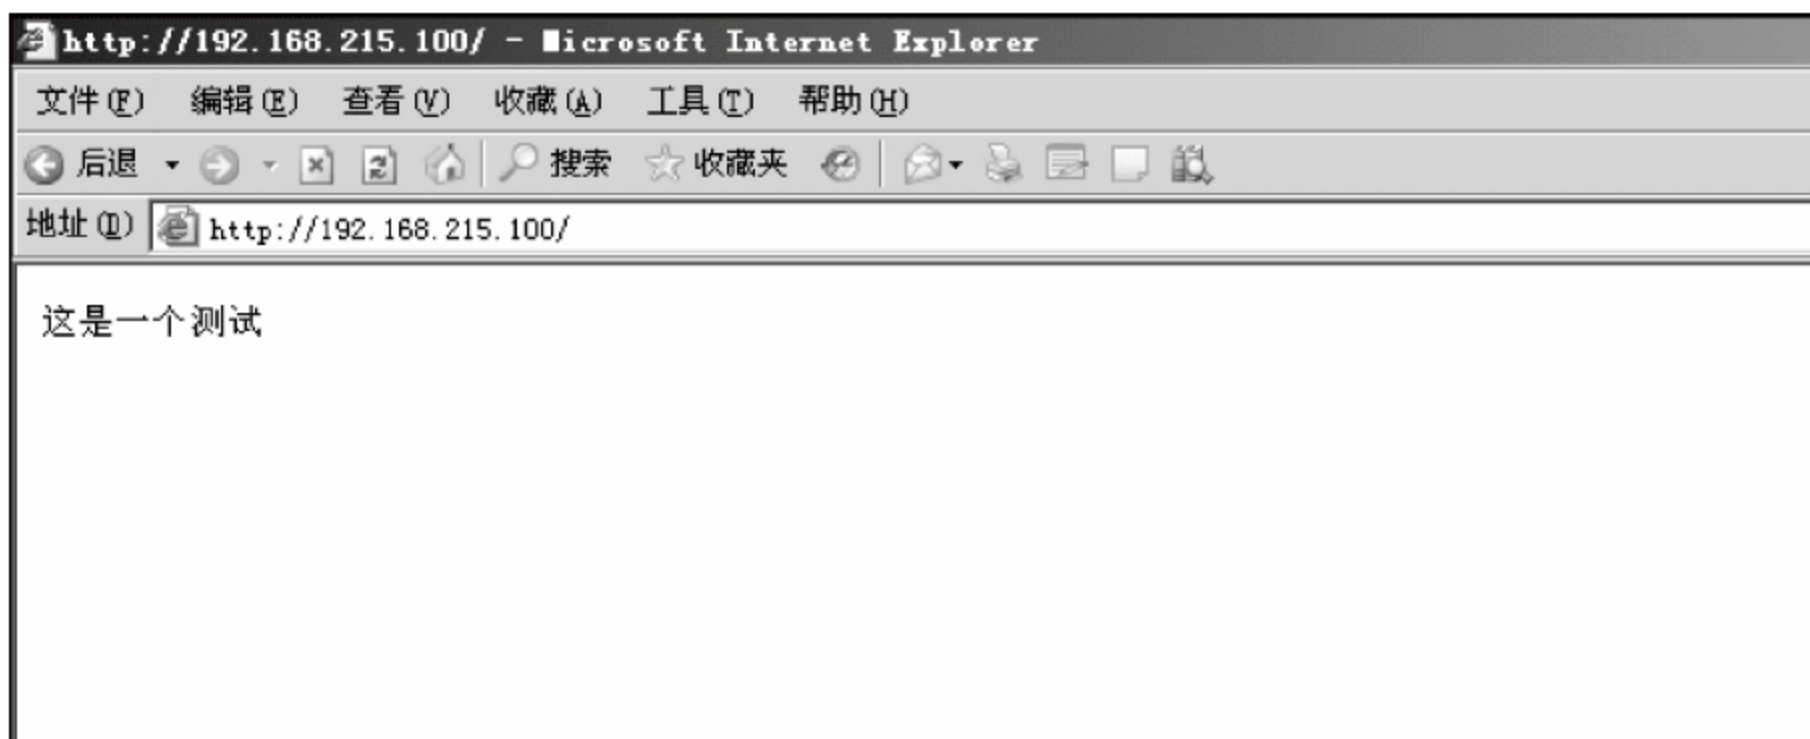 http://192.168.215.100/ - Microsoft Internet Explorer
文件(F) 编辑(E) 查看(V) 收藏(A) 工具(T) 帮助(H)
后退 搜索 收藏夹
地址(D) http://192.168.215.100/
这是一个测试